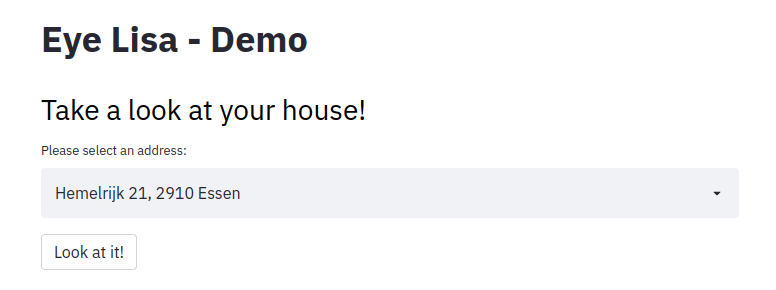 Eye Lisa - Demo
Take a look at your house!
Please select an address:
Hemelrijk 21, 2910 Essen
Look at it!